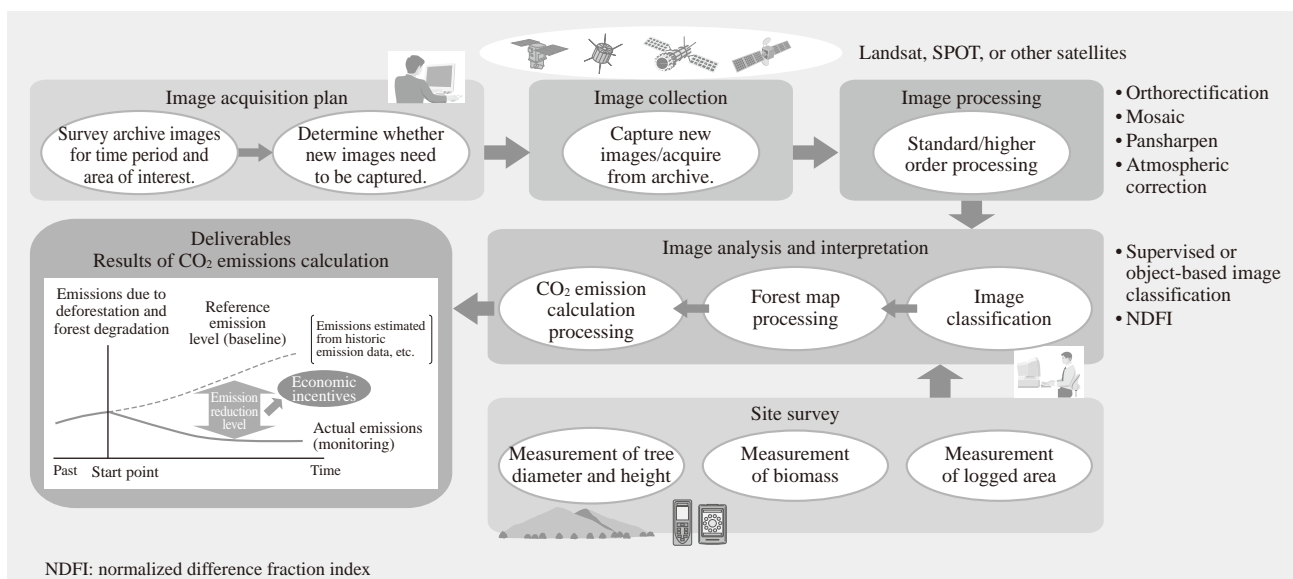 Landsat, SPOT, or other satellites
Image acquisition plan
Survey archive images
for time period and
area of interest.
Determine whether
new images need
to be captured.
Image collection
Capture new
images/acquire
from archive.
Image processing
Standard/higher
order processing
• Orthorectification
• Mosaic
• Pansharpen
• Atmospheric
correction
Image analysis and interpretation
Image
classification
Forest map
processing
CO₂ emission
calculation
processing
• Supervised or
object-based image
classification
• NDFI
Site survey
Measurement of tree
diameter and height
Measurement
of biomass
Measurement
of logged area
Deliverables
Results of CO₂ emissions calculation
Emissions due to
deforestation and
forest degradation
Reference
emission
level (baseline)
Emissions estimated
from historic
emission data, etc.
Economic
incentives
Emission
reduction
level
Actual emissions
(monitoring)
Past
Start point
Time
NDFI: normalized difference fraction index